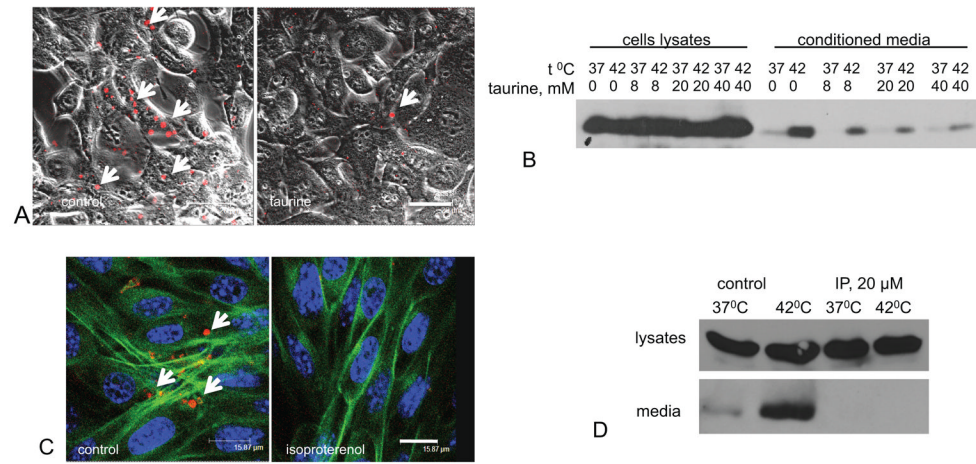 control
taurine
A
cells lysates conditioned media
t ⁰C 37 42 37 42 37 42 37 42 37 42 37 42 37 42 37 42
taurine, mM 0 0 8 8 20 20 40 40 0 0 8 8 20 20 40 40
B
control
15.87 µm
isoproterenol
15.87 µm
C
control IP, 20 µM
37⁰C 42⁰C 37⁰C 42⁰C
lysates
media
D